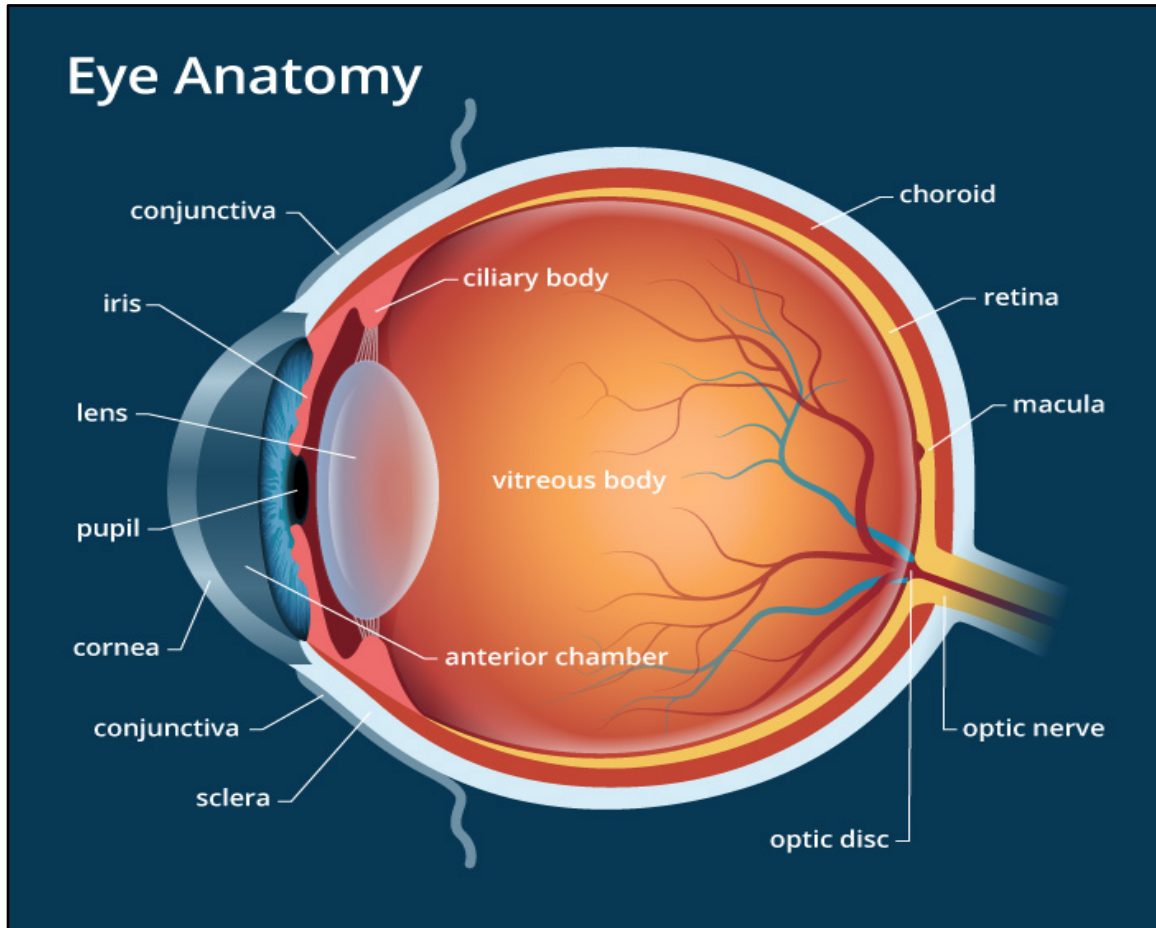 Eye Anatomy
conjunctiva
choroid
ciliary body
iris
retina
lens
macula
vitreous body
pupil
cornea
anterior chamber
conjunctiva
optic nerve
sclera
optic disc